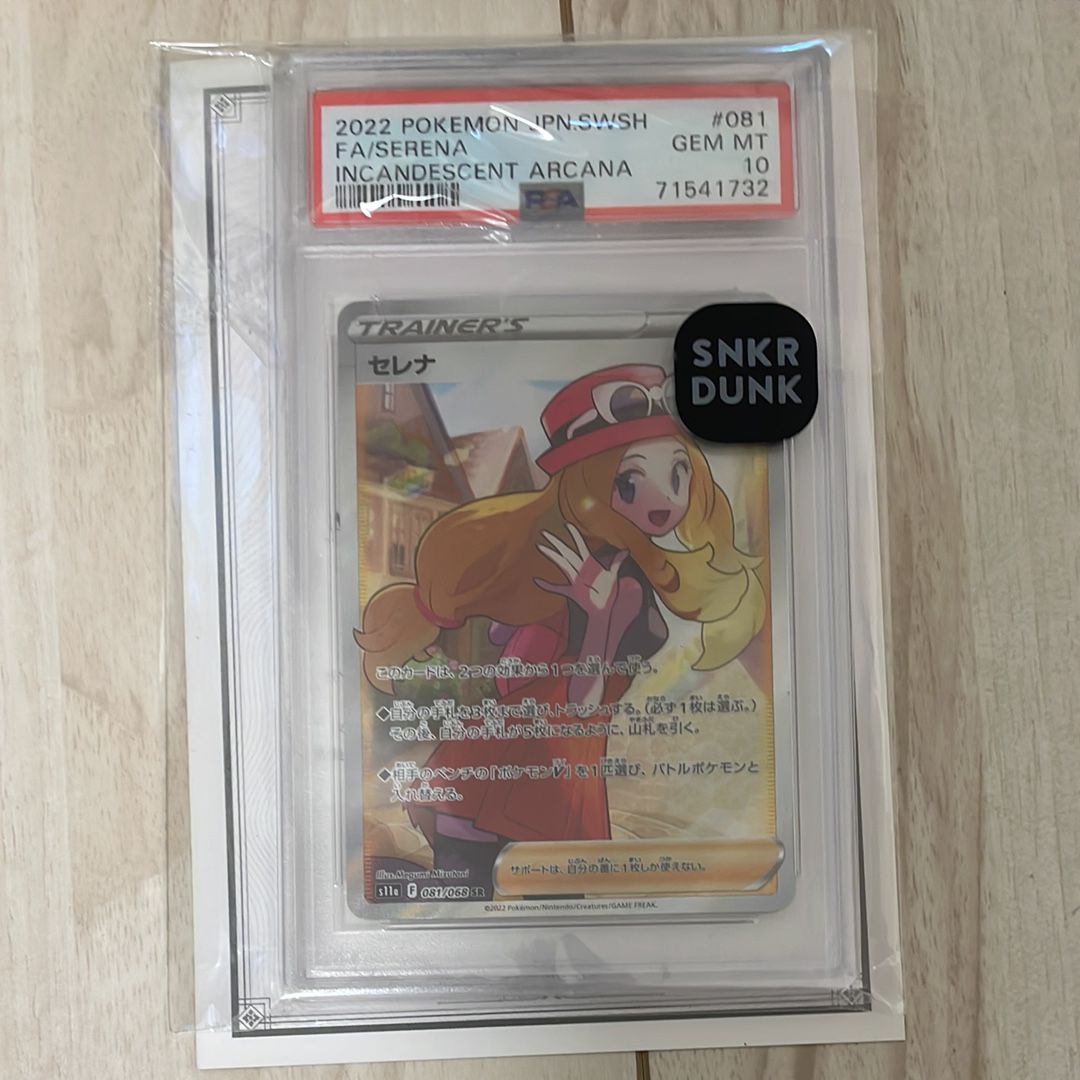 2022 POKEMON JPN.SWSH #081
FA/SERENA GEM MT
INCANDESCENT ARCANA 10
PSA 71541732
TRAINER'S
SNKR
DUNK
セレナ
このカードは、2つの効果から1つを選んで使う。
◆自分の手札を3枚まで選び、トラッシュする。(必ず1枚は選ぶ。)
その後、自分の手札が5枚になるように、山札を引く。
◆相手のベンチの「ポケモンV」を1匹選び、バトルポケモンと
入れ替える。
サポートは、自分の番に1枚しか使えない。
Illus.Megumi Mizutani
s11a F 081/068 SR
©2022 Pokémon/Nintendo/Creatures/GAME FREAK.